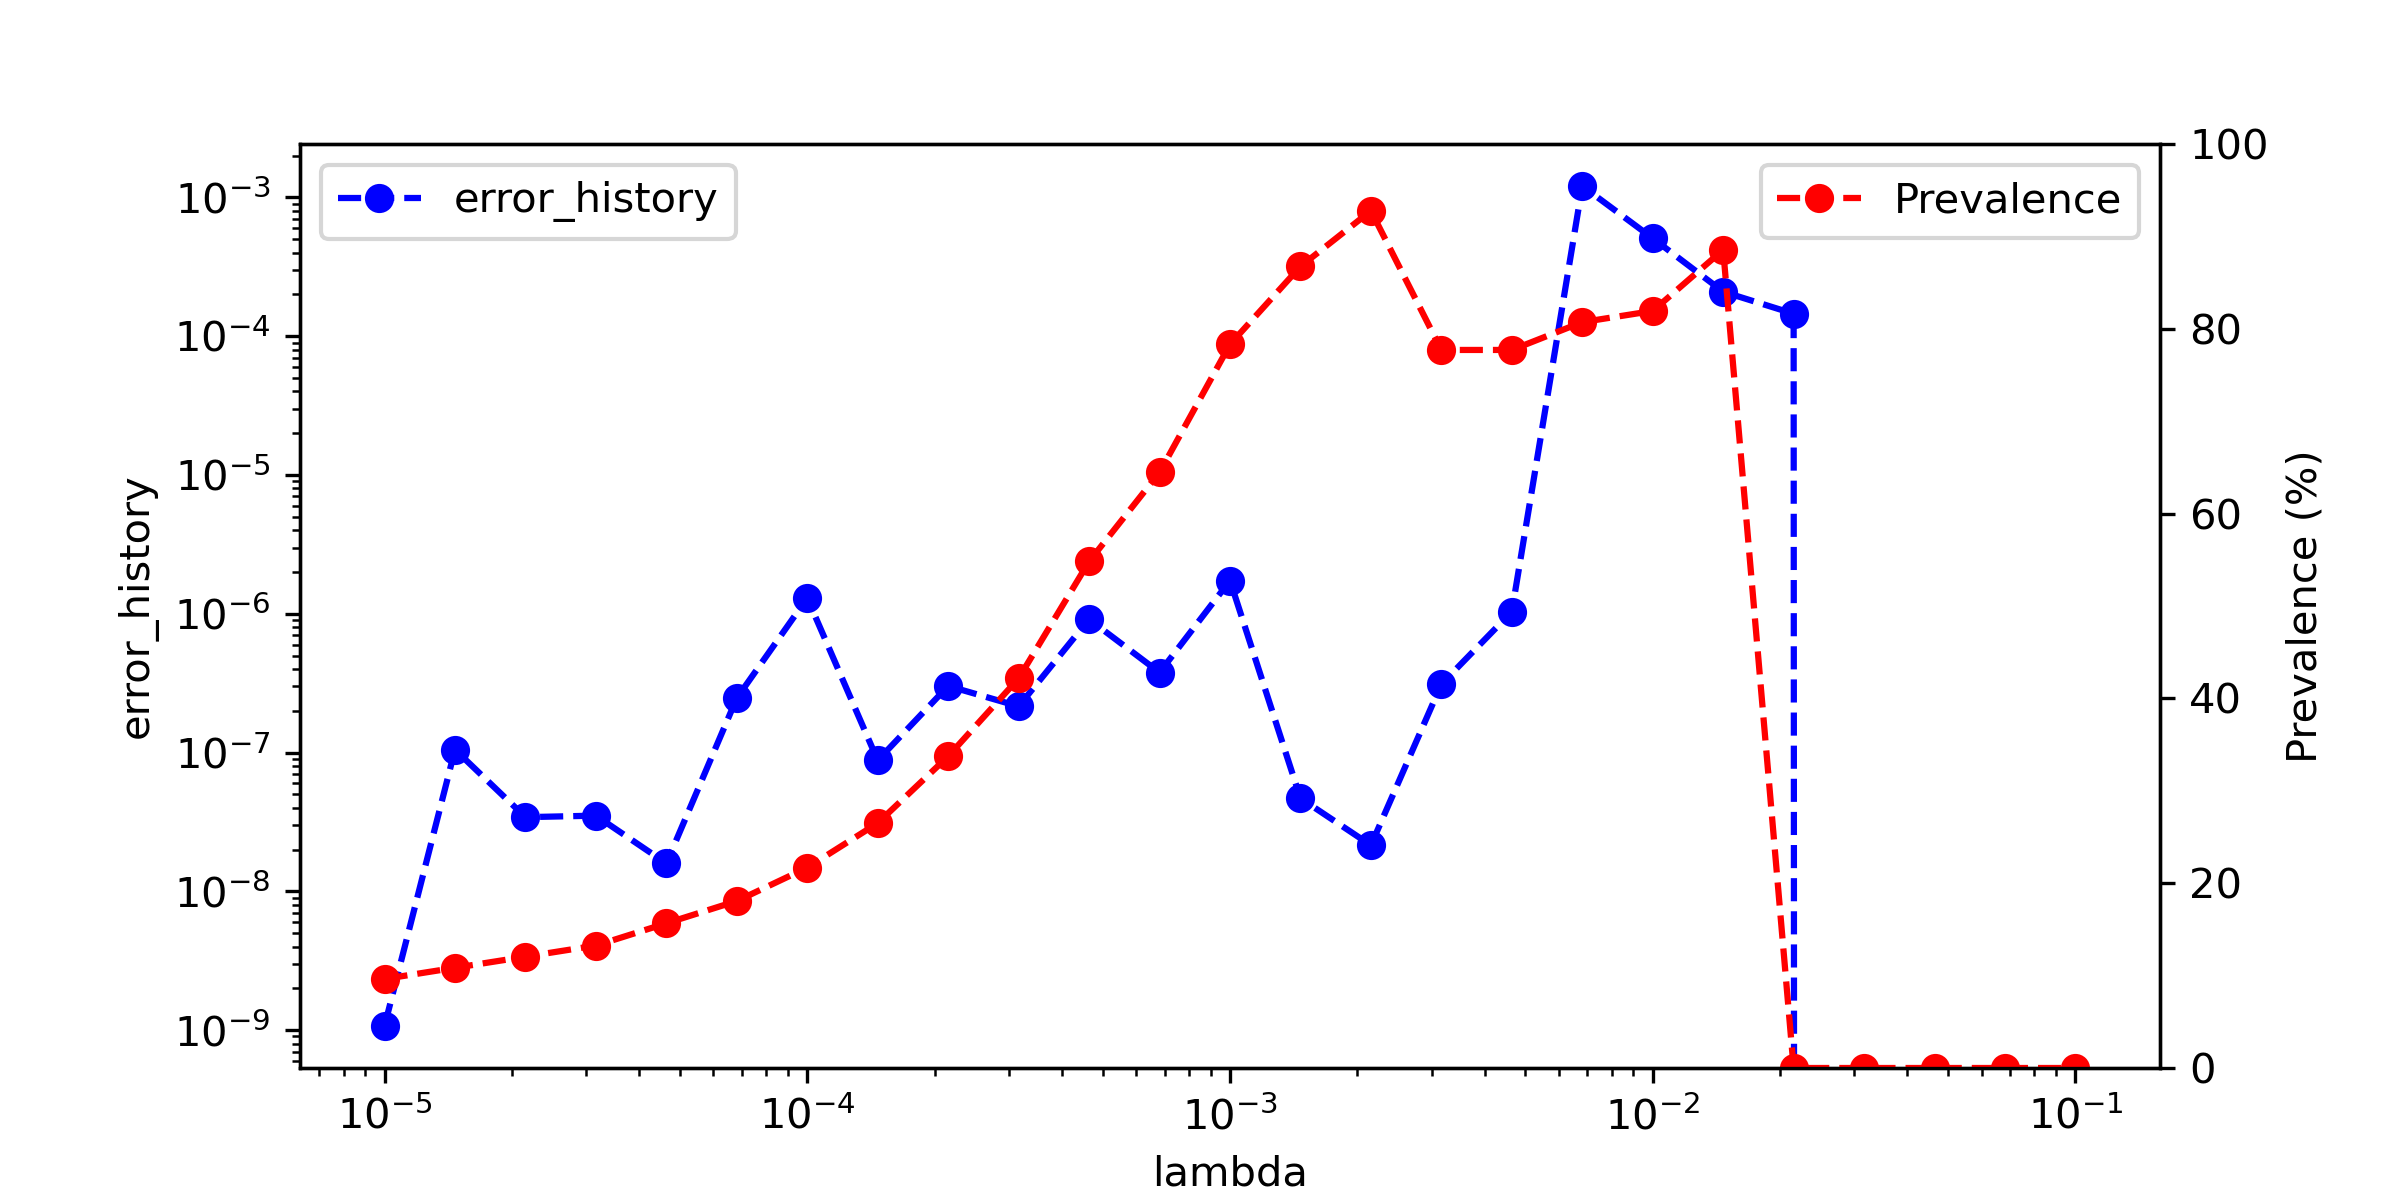 error_history
Prevalence
10⁻³
10⁻⁴
10⁻⁵
10⁻⁶
10⁻⁷
10⁻⁸
10⁻⁹
error_history
100
80
60
40
20
0
Prevalence (%)
10⁻⁵ 10⁻⁴ 10⁻³ 10⁻² 10⁻¹
lambda